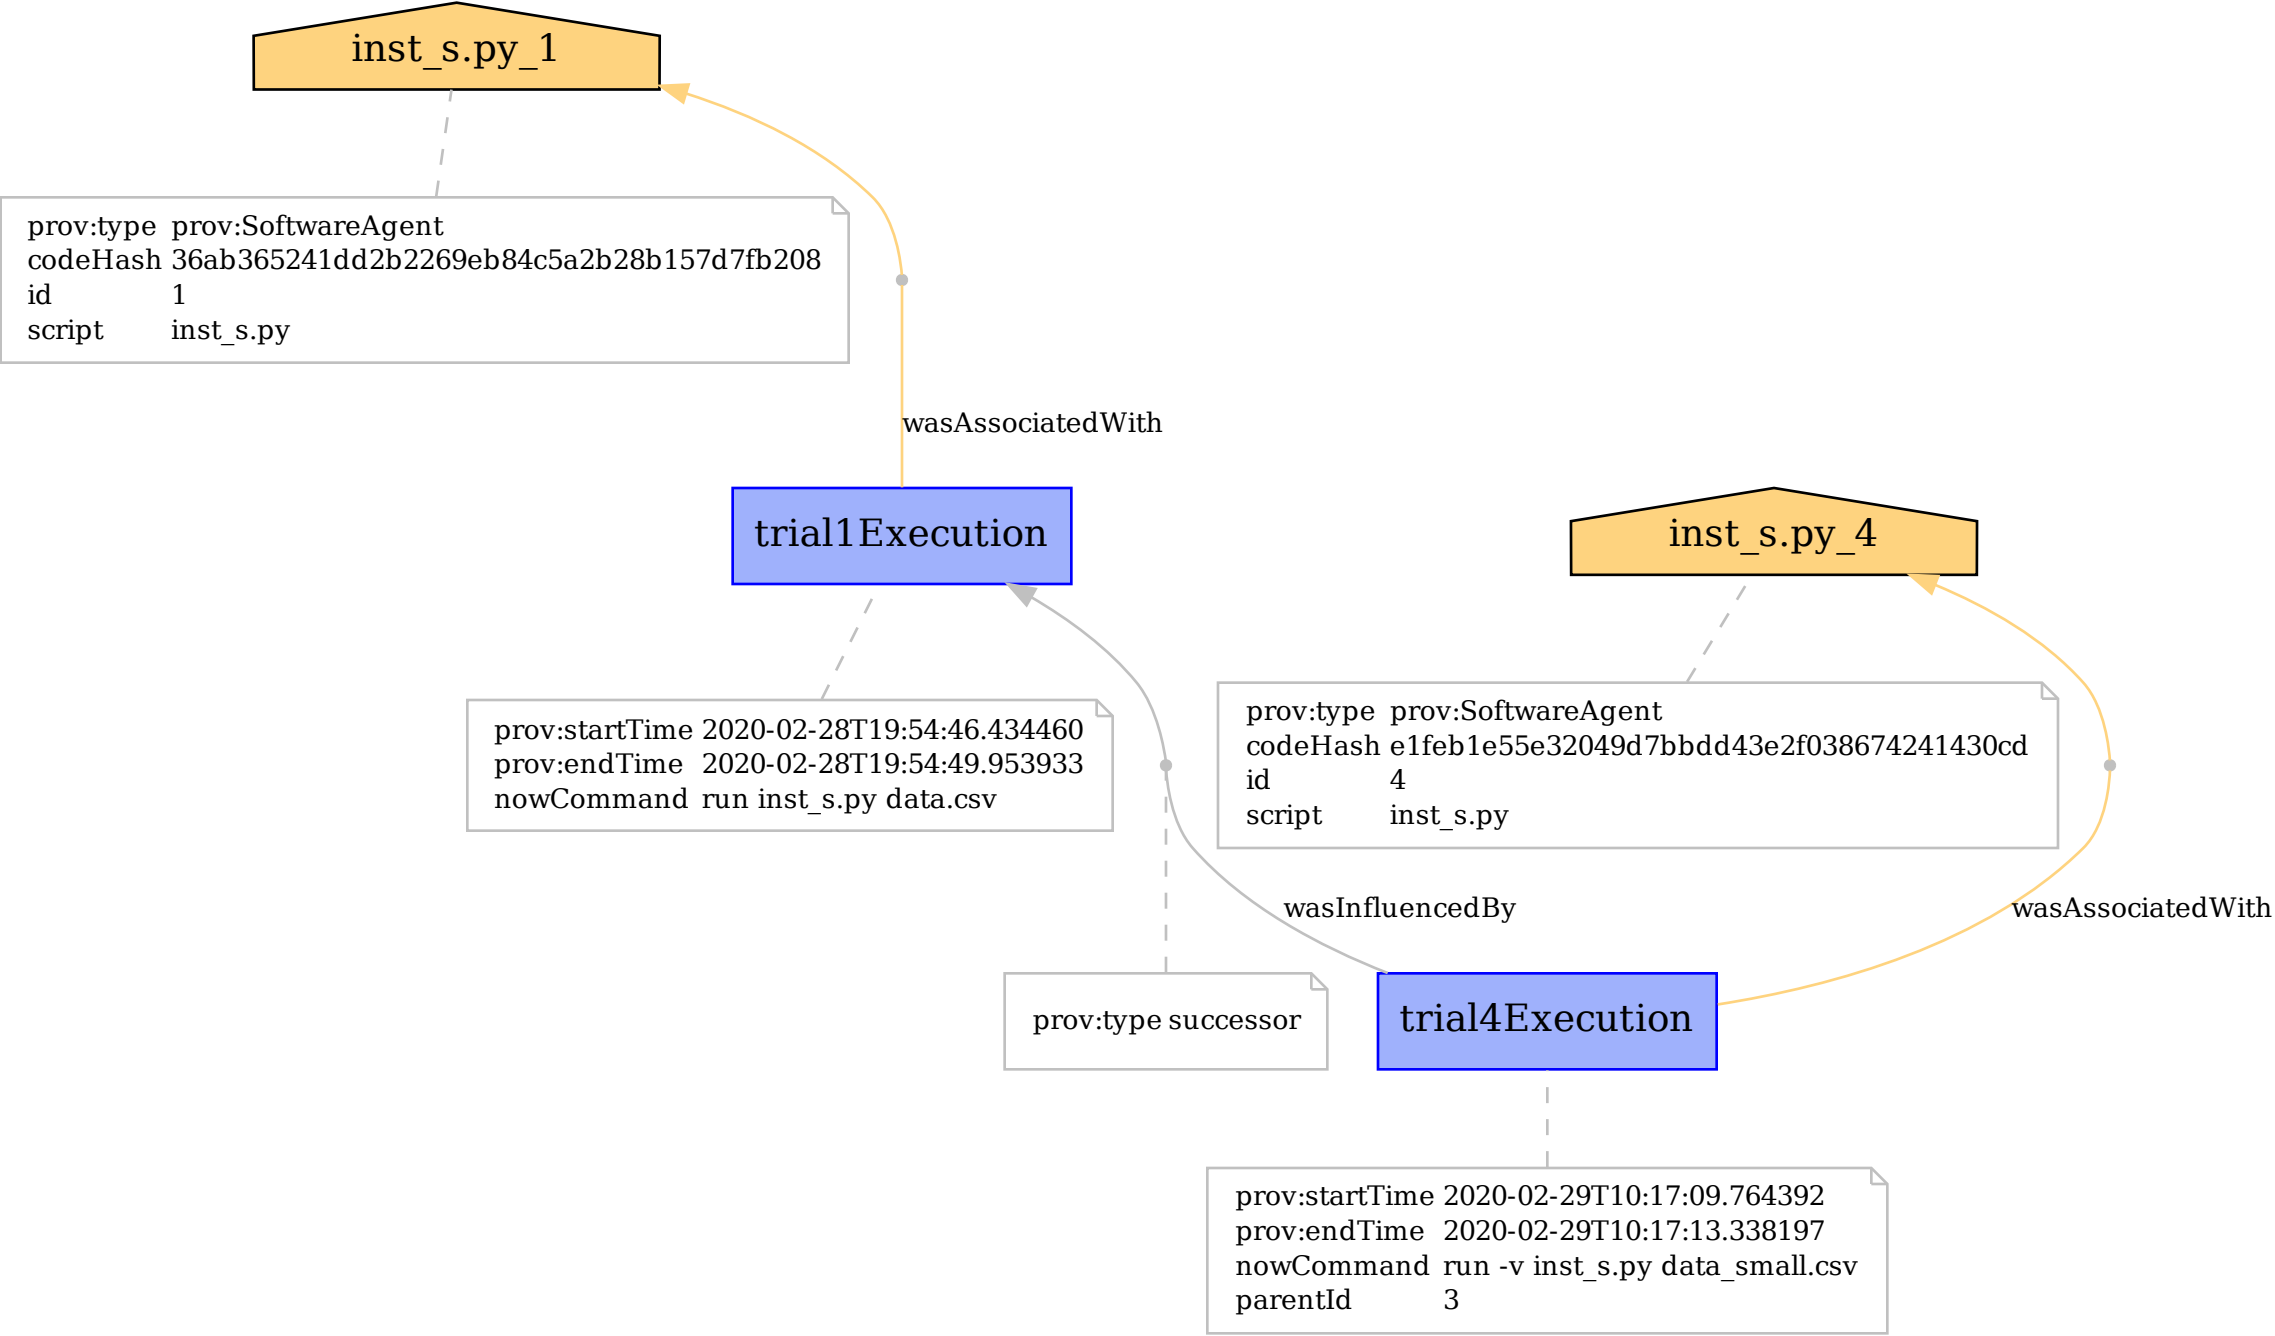 inst_s.py_1
prov:type prov:SoftwareAgent
codeHash 36ab365241dd2b2269eb84c5a2b28b157d7fb208
id 1
script inst_s.py
wasAssociatedWith
trial1Execution
inst_s.py_4
prov:startTime 2020-02-28T19:54:46.434460
prov:endTime 2020-02-28T19:54:49.953933
nowCommand run inst_s.py data.csv
prov:type prov:SoftwareAgent
codeHash e1feb1e55e32049d7bbdd43e2f038674241430cd
id 4
script inst_s.py
wasInfluencedBy
wasAssociatedWith
prov:type successor
trial4Execution
prov:startTime 2020-02-29T10:17:09.764392
prov:endTime 2020-02-29T10:17:13.338197
nowCommand run -v inst_s.py data_small.csv
parentId 3